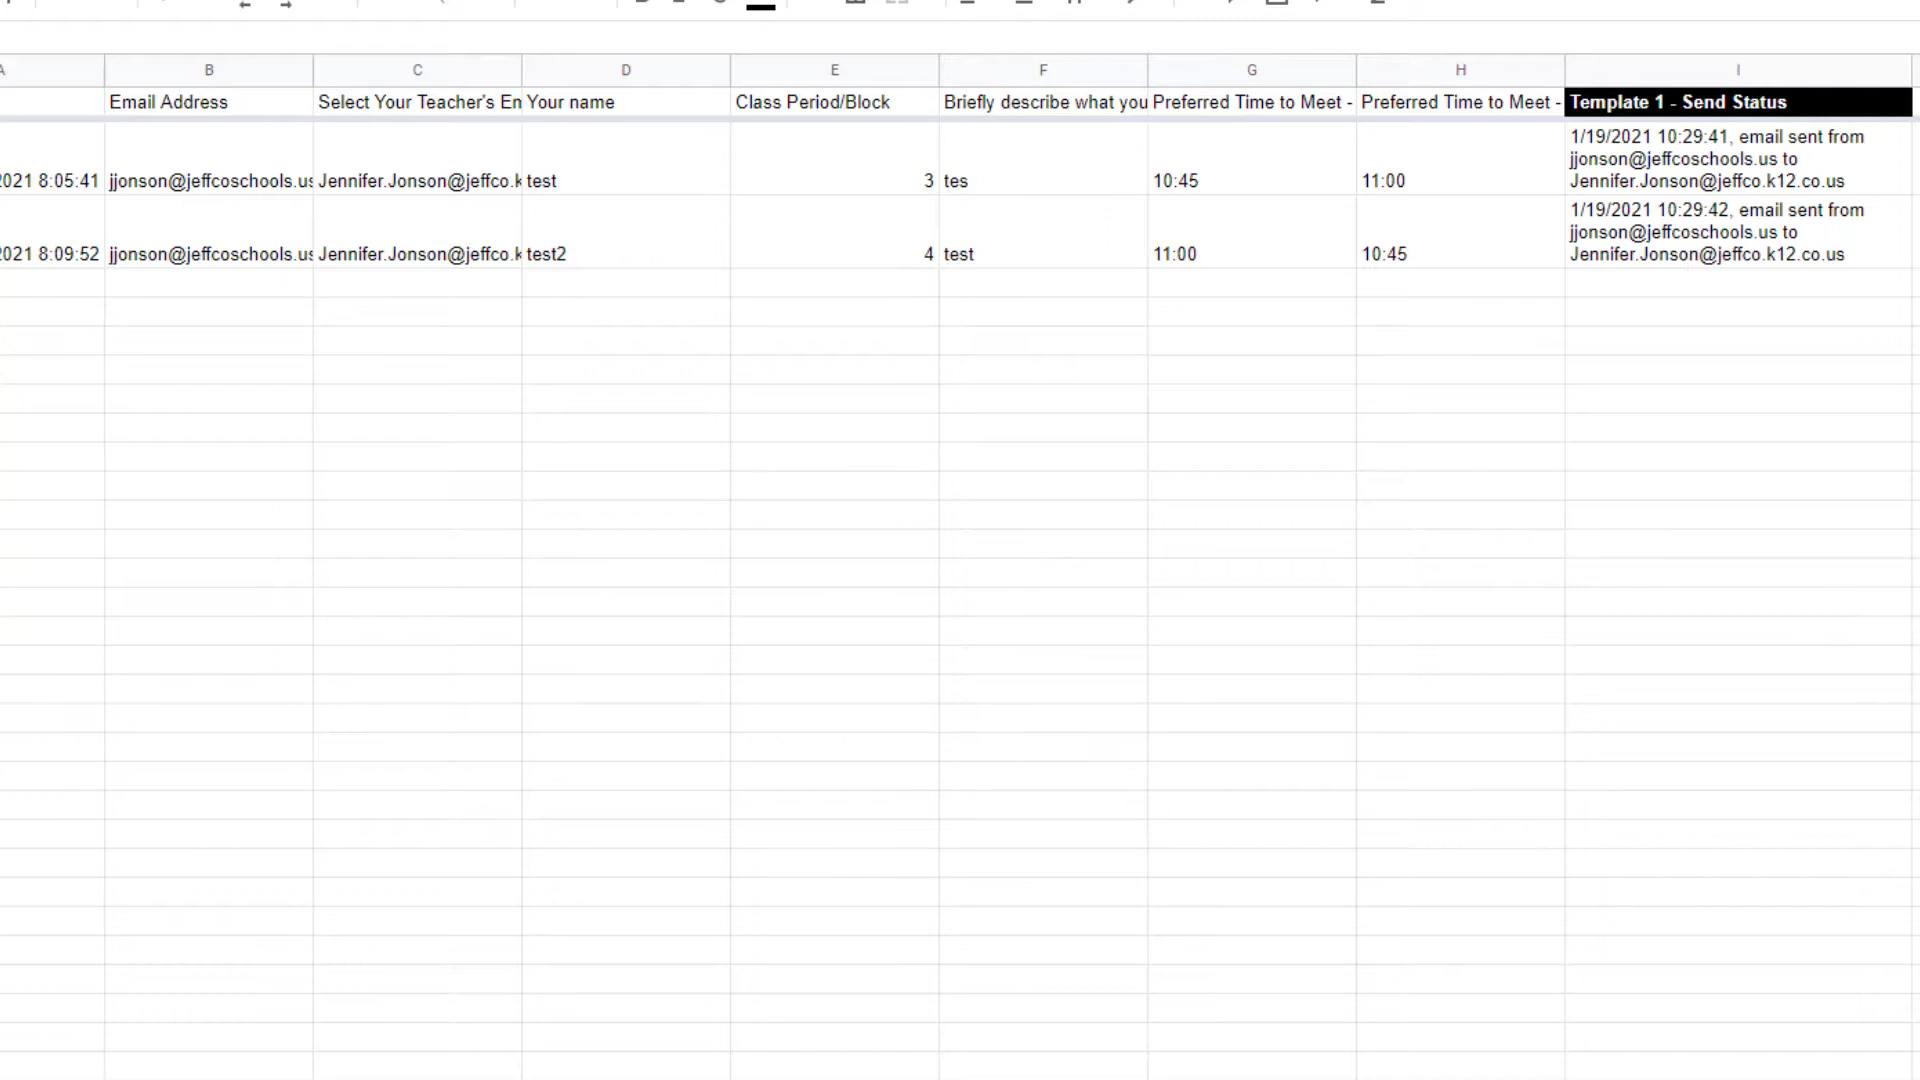 A B C D E F G H I
Email Address Select Your Teacher's En Your name Class Period/Block Briefly describe what you Preferred Time to Meet - Preferred Time to Meet - Template 1 - Send Status
1/19/2021 10:29:41, email sent from
jjonson@jeffcoschools.us to
021 8:05:41 jjonson@jeffcoschools.us Jennifer.Jonson@jeffco.k test 3 tes 10:45 11:00 Jennifer.Jonson@jeffco.k12.co.us
1/19/2021 10:29:42, email sent from
jjonson@jeffcoschools.us to
021 8:09:52 jjonson@jeffcoschools.us Jennifer.Jonson@jeffco.k test2 4 test 11:00 10:45 Jennifer.Jonson@jeffco.k12.co.us